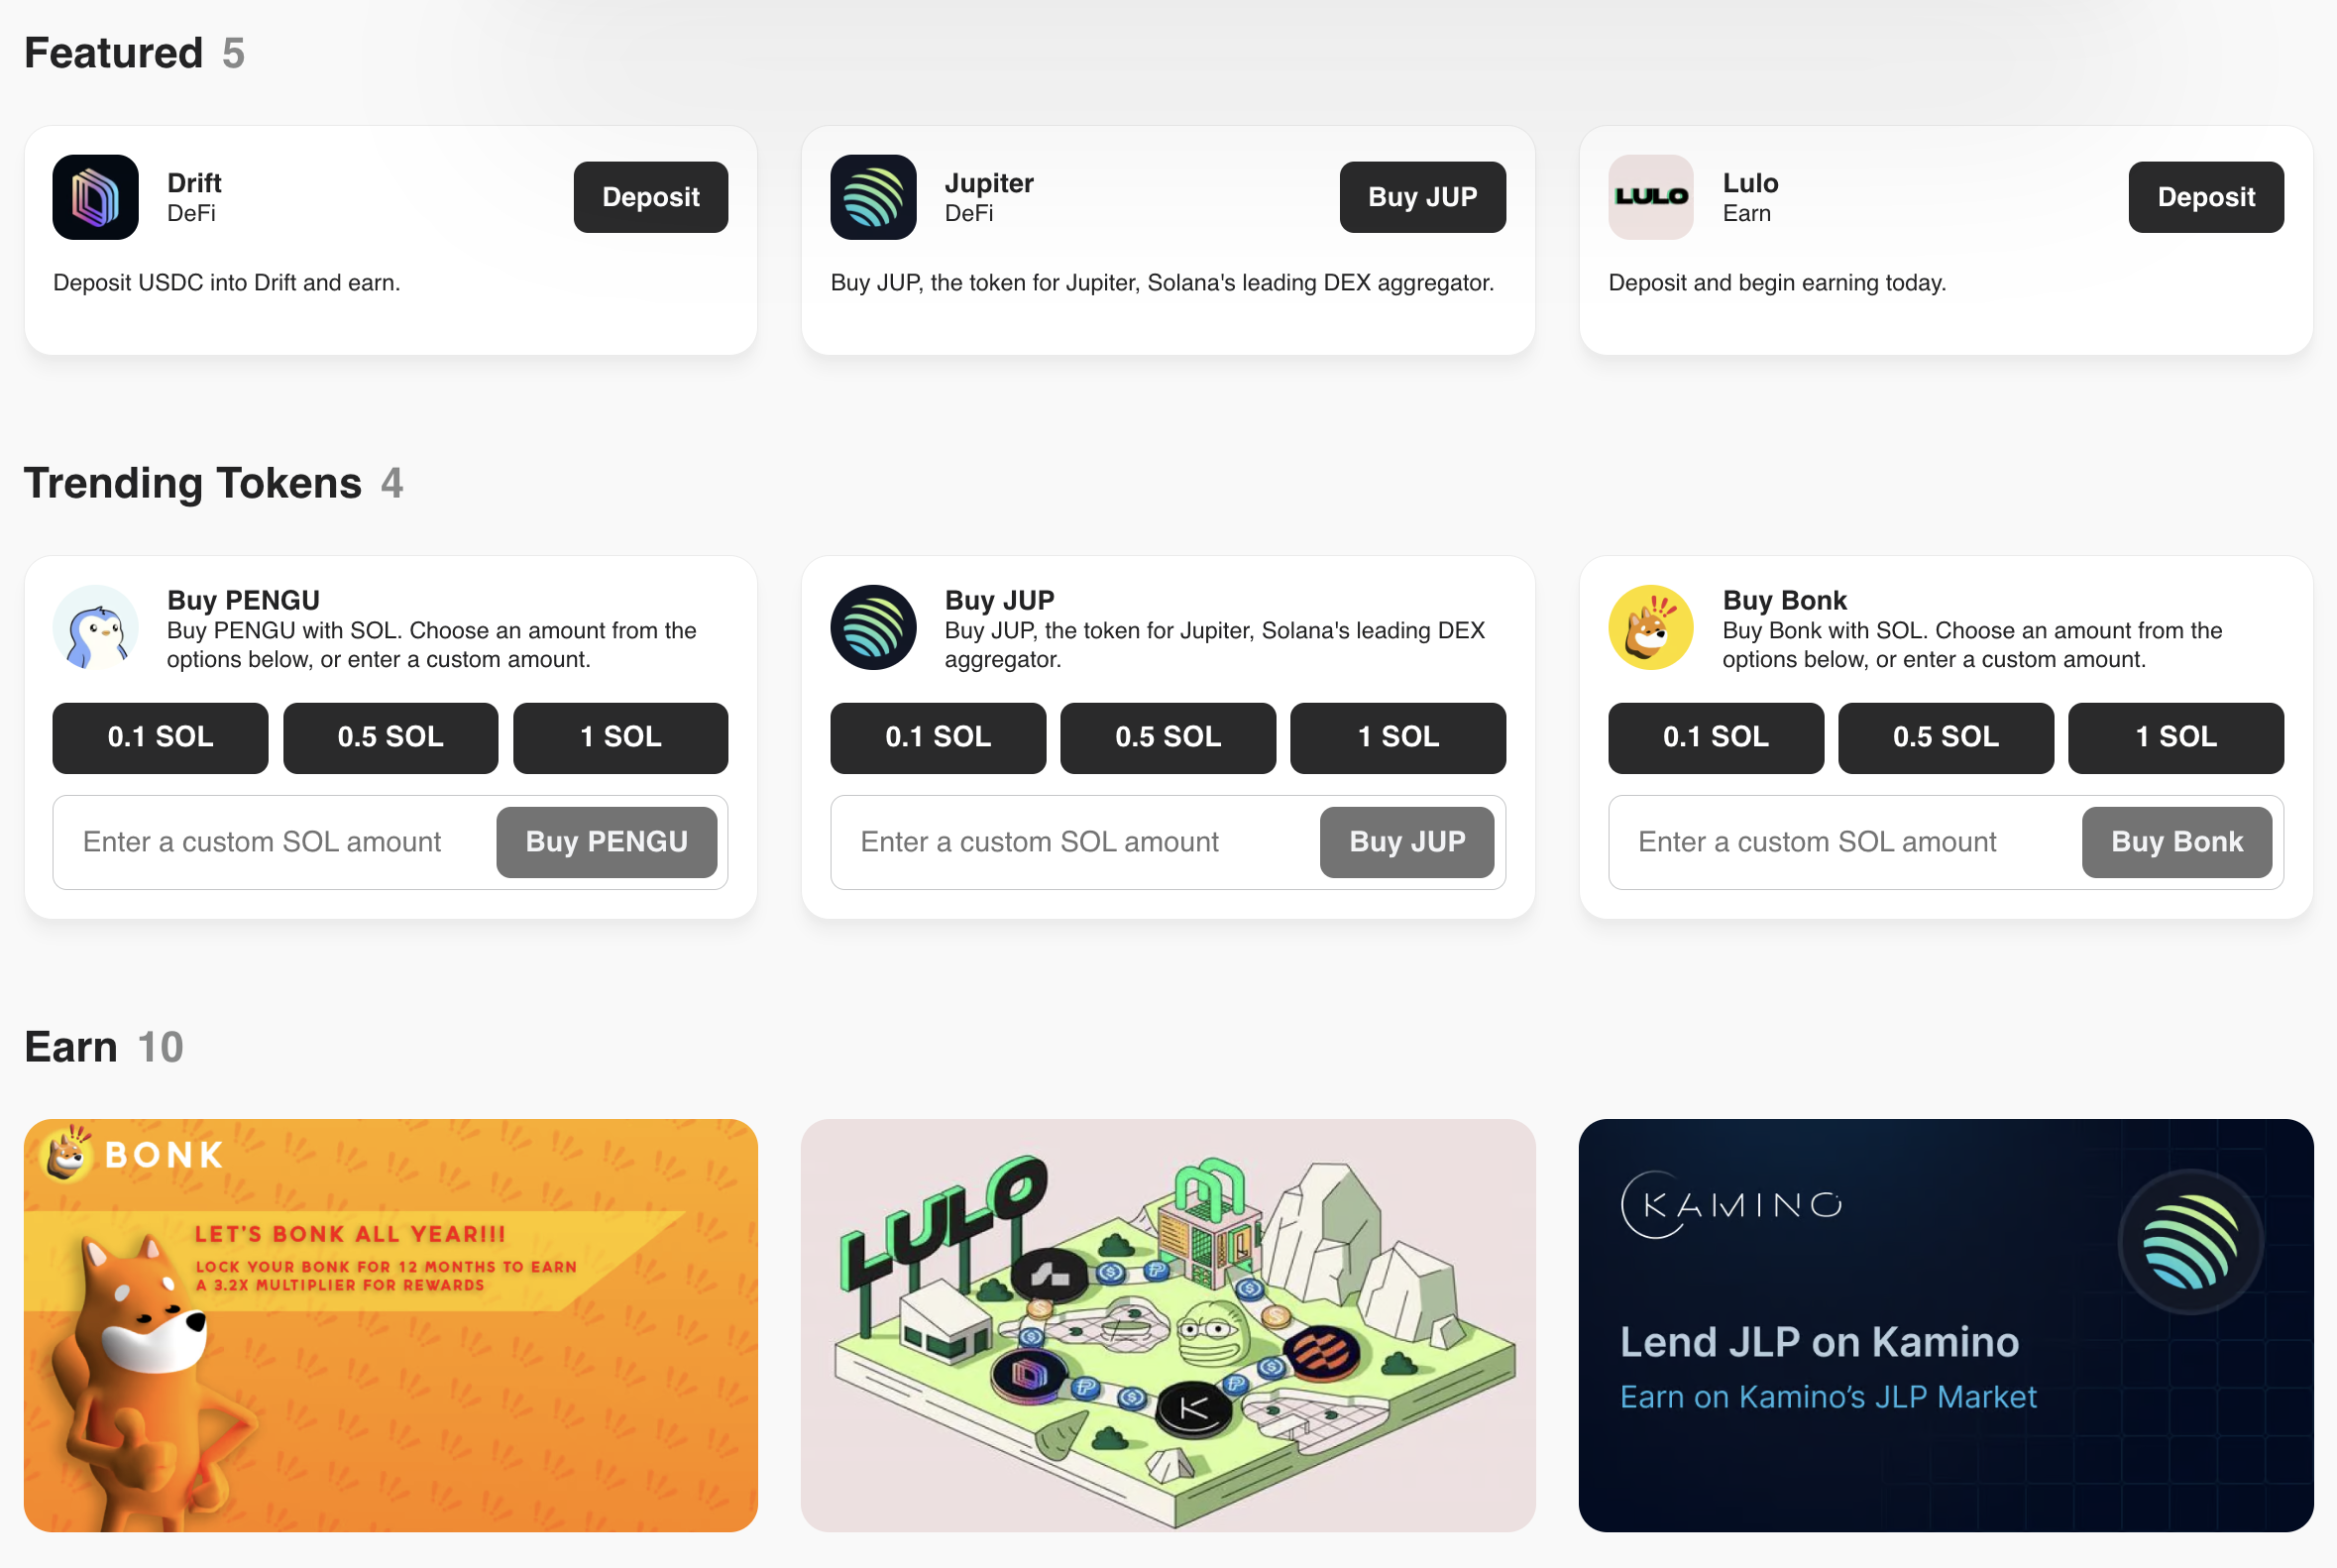 Featured 5
Drift
DeFi
Deposit
Deposit USDC into Drift and earn.
Jupiter
DeFi
Buy JUP
Buy JUP, the token for Jupiter, Solana's leading DEX aggregator.
LULO
Lulo
Earn
Deposit
Deposit and begin earning today.
Trending Tokens 4
Buy PENGU
Buy PENGU with SOL. Choose an amount from the
options below, or enter a custom amount.
0.1 SOL
0.5 SOL
1 SOL
Enter a custom SOL amount
Buy PENGU
Buy JUP
Buy JUP, the token for Jupiter, Solana's leading DEX
aggregator.
0.1 SOL
0.5 SOL
1 SOL
Enter a custom SOL amount
Buy JUP
Buy Bonk
Buy Bonk with SOL. Choose an amount from the
options below, or enter a custom amount.
0.1 SOL
0.5 SOL
1 SOL
Enter a custom SOL amount
Buy Bonk
Earn 10
BONK
LET'S BONK ALL YEAR!!!
LOCK YOUR BONK FOR 12 MONTHS TO EARN
A 3.2X MULTIPLIER FOR REWARDS
LULO
KAMINO
Lend JLP on Kamino
Earn on Kamino’s JLP Market